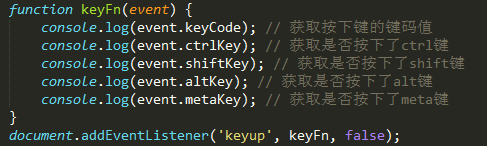 function keyFn(event) {
    console.log(event.keyCode); // 获取按下键的键码值
    console.log(event.ctrlKey); // 获取是否按下了ctrl键
    console.log(event.shiftKey); // 获取是否按下了shift键
    console.log(event.altKey); // 获取是否按下了alt键
    console.log(event.metaKey); // 获取是否按下了meta键
}
document.addEventListener('keyup', keyFn, false);